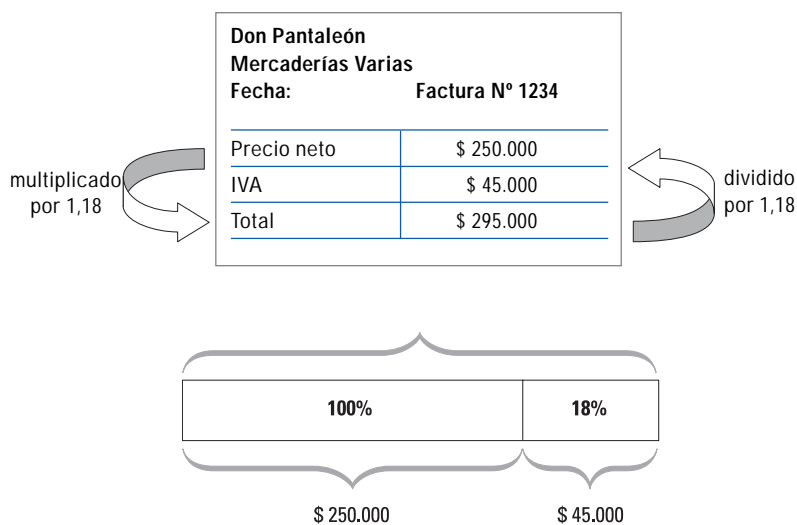 Don Pantaleón
Mercaderías Varias
Fecha: Factura Nº 1234
Precio neto $ 250.000
IVA $ 45.000
Total $ 295.000
multiplicado
por 1,18
dividido
por 1,18
100% 18%
$ 250.000 $ 45.000